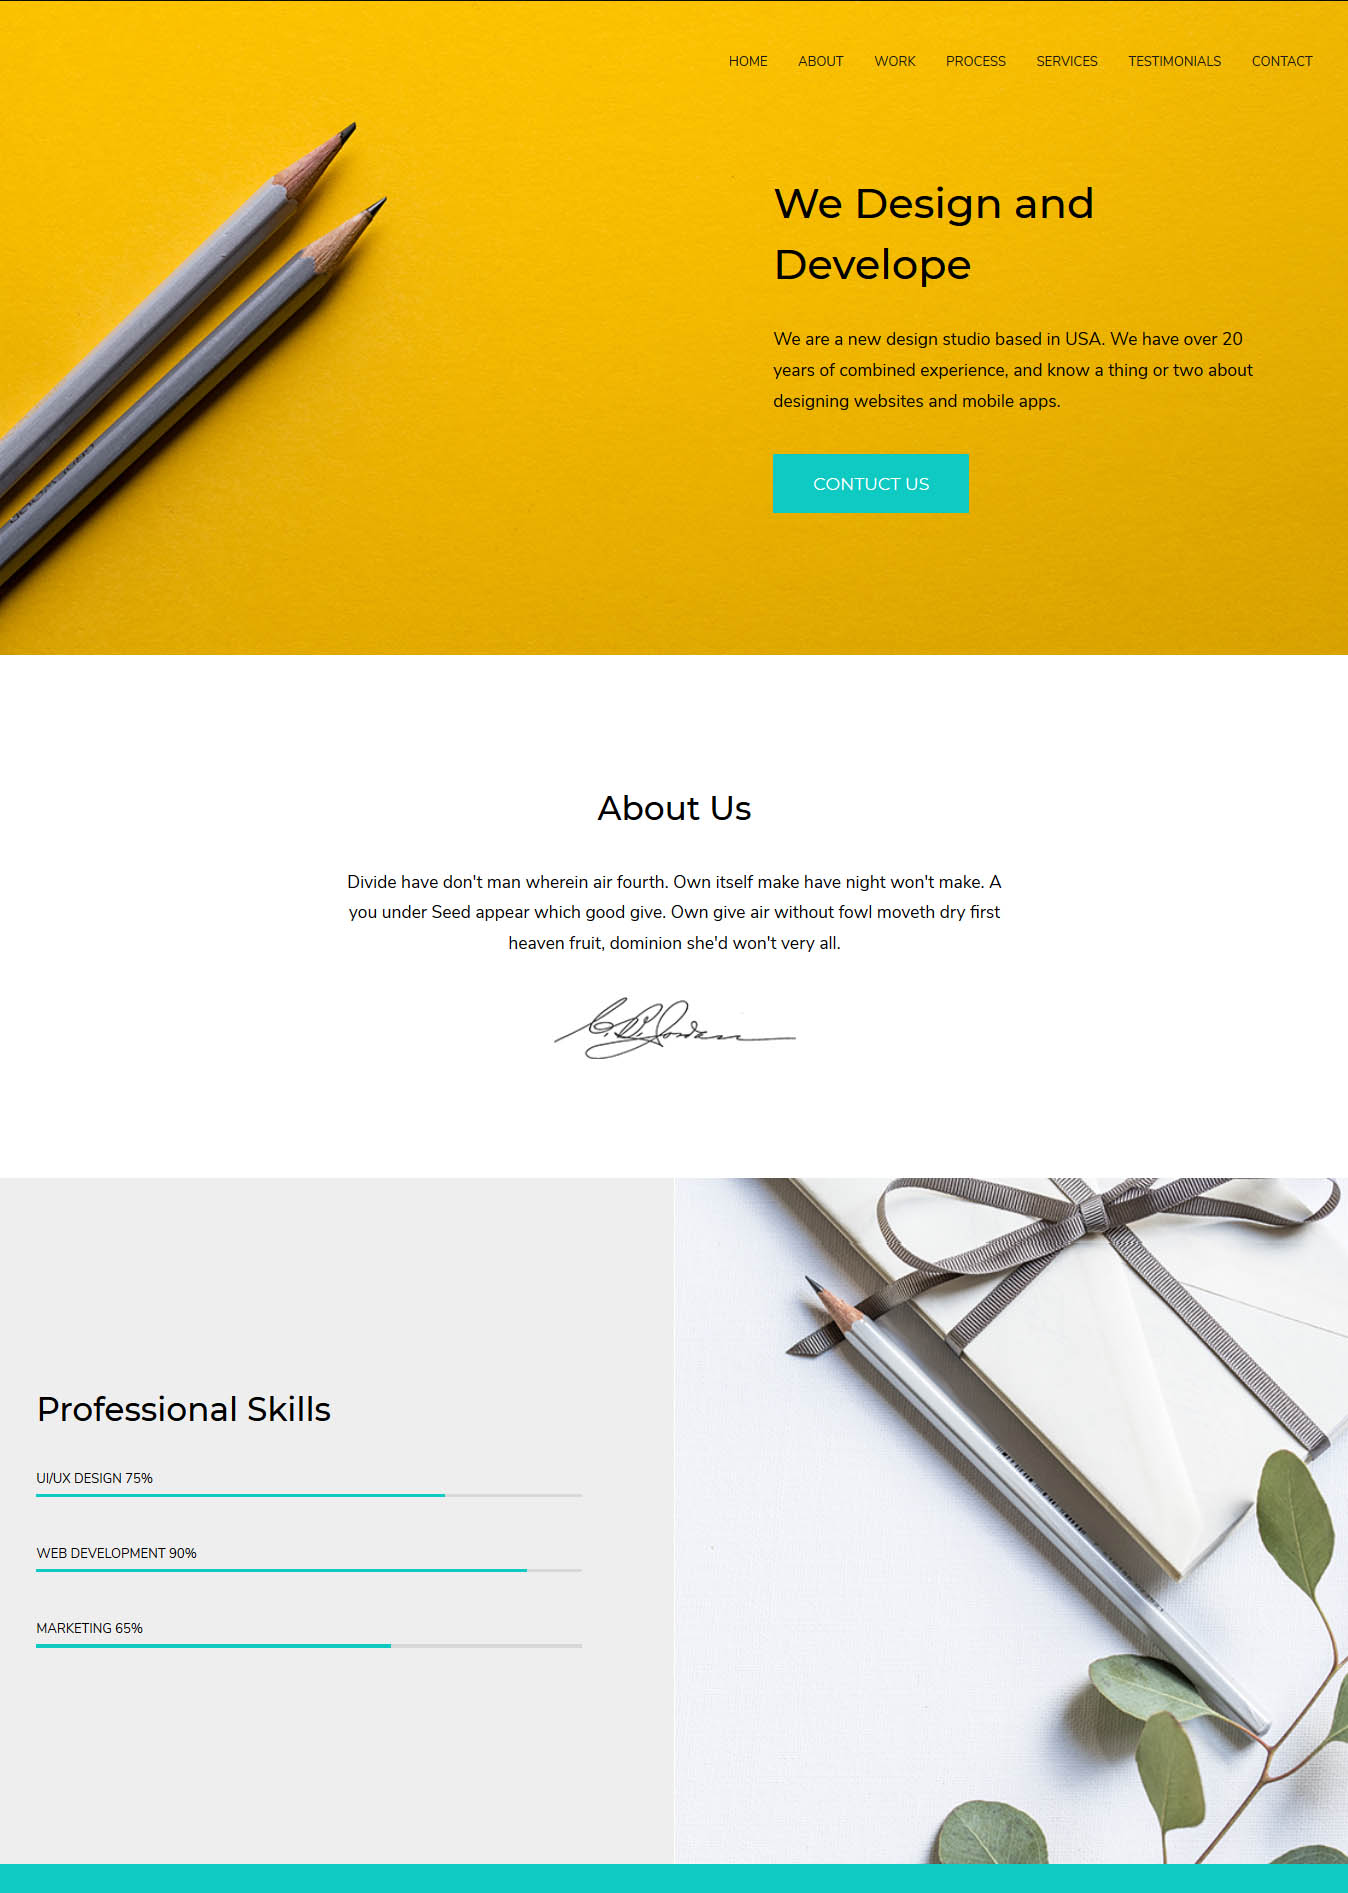 HOME ABOUT WORK PROCESS SERVICES TESTIMONIALS CONTACT
We Design and
Develope
We are a new design studio based in USA. We have over 20
years of combined experience, and know a thing or two about
designing websites and mobile apps.
CONTUCT US
About Us
Divide have don't man wherein air fourth. Own itself make have night won't make. A
you under Seed appear which good give. Own give air without fowl moveth dry first
heaven fruit, dominion she'd won't very all.
Professional Skills
UI/UX DESIGN 75%
WEB DEVELOPMENT 90%
MARKETING 65%